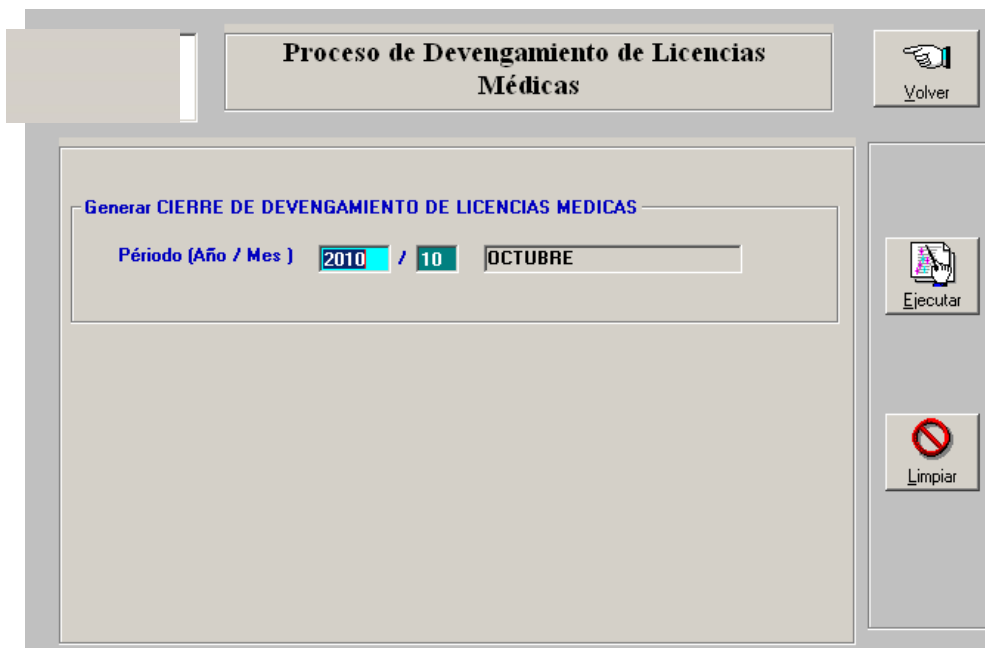 Proceso de Devengamiento de Licencias
Médicas
Volver
Generar CIERRE DE DEVENGAMIENTO DE LICENCIAS MEDICAS
Período (Año / Mes ) 2010 / 10 OCTUBRE
Ejecutar
Limpiar